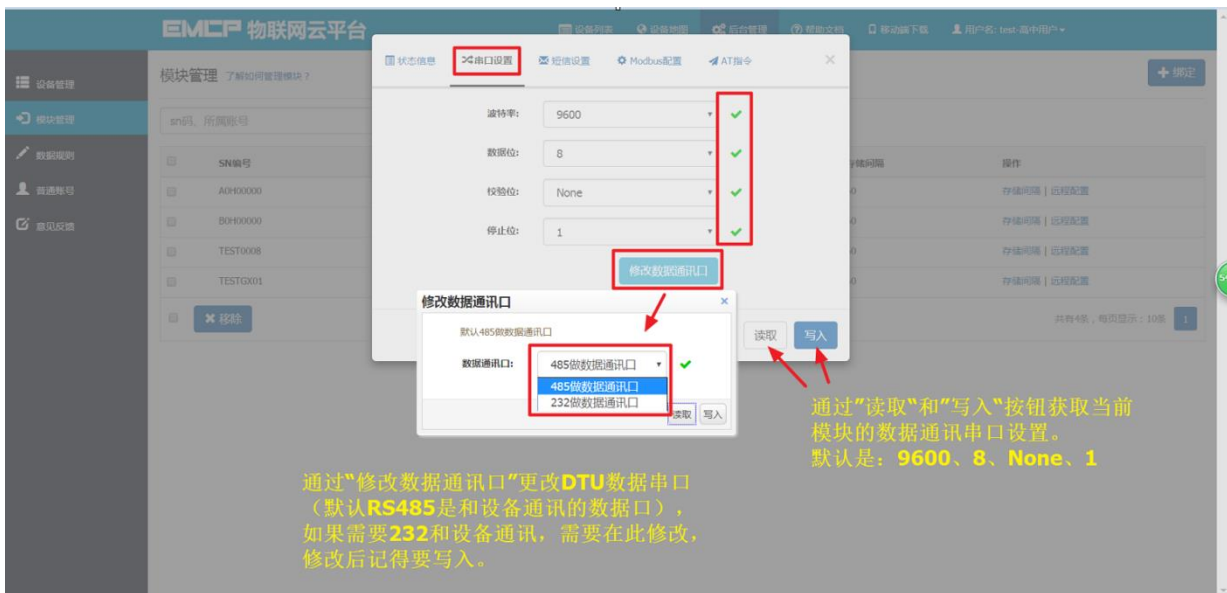 EMCP 物联网云平台
设备列表 设备地图 后台管理 帮助文档 移动端下载 用户名: test-高中用户
设备管理
模块管理
数据规则
普通帐号
意见反馈
模块管理 了解如何管理模块？
绑定
sn码、所属账号
SN编号 存储间隔 操作
A0H00000 存储间隔 | 远程配置
B0H00000 存储间隔 | 远程配置
TEST0008 存储间隔 | 远程配置
TESTGX01 存储间隔 | 远程配置
移除
共有4条，每页显示：10条 1
状态信息 串口设置 短信设置 Modbus配置 AT指令 ×
波特率: 9600
数据位: 8
校验位: None
停止位: 1
修改数据通讯口
读取 写入
修改数据通讯口 ×
默认485做数据通讯口
数据通讯口: 485做数据通讯口
485做数据通讯口
232做数据通讯口
读取 写入
通过"读取"和"写入"按钮获取当前
模块的数据通讯串口设置。
默认是：9600、8、None、1
通过"修改数据通讯口"更改DTU数据串口
（默认RS485是和设备通讯的数据口），
如果需要232和设备通讯，需要在此修改，
修改后记得要写入。